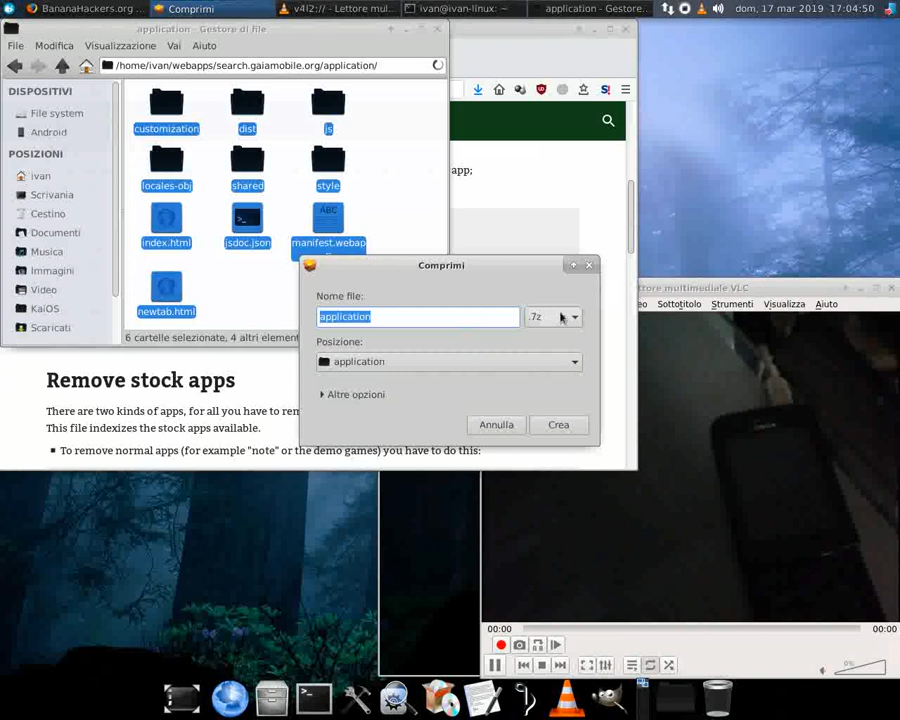 BananaHackers.org ...
Comprimi
v4l2:// - Lettore mul...
ivan@ivan-linux: ~
application - Gestore...
dom, 17 mar 2019
17:04:50
application - Gestore di file
File Modifica Visualizzazione Vai Aiuto
/home/ivan/webapps/search.gaiamobile.org/application/
DISPOSITIVI
File system
Android
POSIZIONI
ivan
Scrivania
Cestino
Documenti
Musica
Immagini
Video
KaiOS
Scaricati
customization dist js
locales-obj shared style
index.html jsdoc.json manifest.webap
newtab.html
6 cartelle selezionate, 4 altri element
app;
Comprimi
Nome file:
application .7z
Posizione:
application
Altre opzioni
Annulla Crea
Remove stock apps
There are two kinds of apps, for all you have to rem
This file indexizes the stock apps available.
To remove normal apps (for example "note" or the demo games) you have to do this:
ttore multimediale VLC
eo Sottotitolo Strumenti Visualizza Aiuto
00:00 00:00
0%